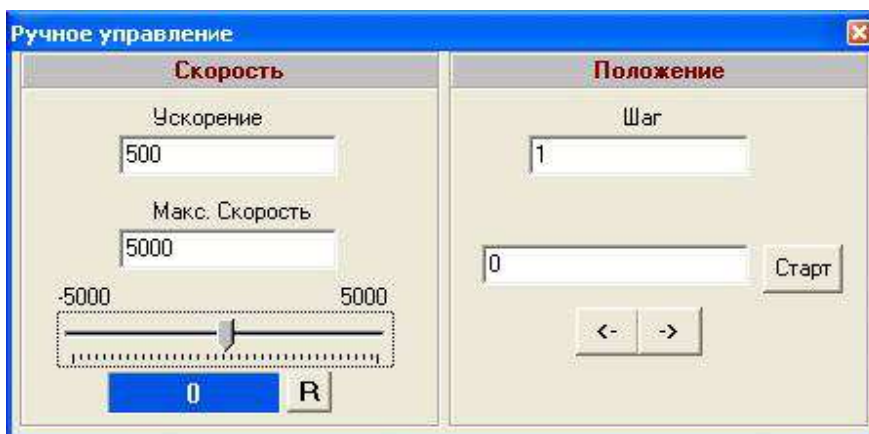 Ручное управление
Скорость
Ускорение
500
Макс. Скорость
5000
-5000 5000
0 R
Положение
Шаг
1
0 Старт
<- ->